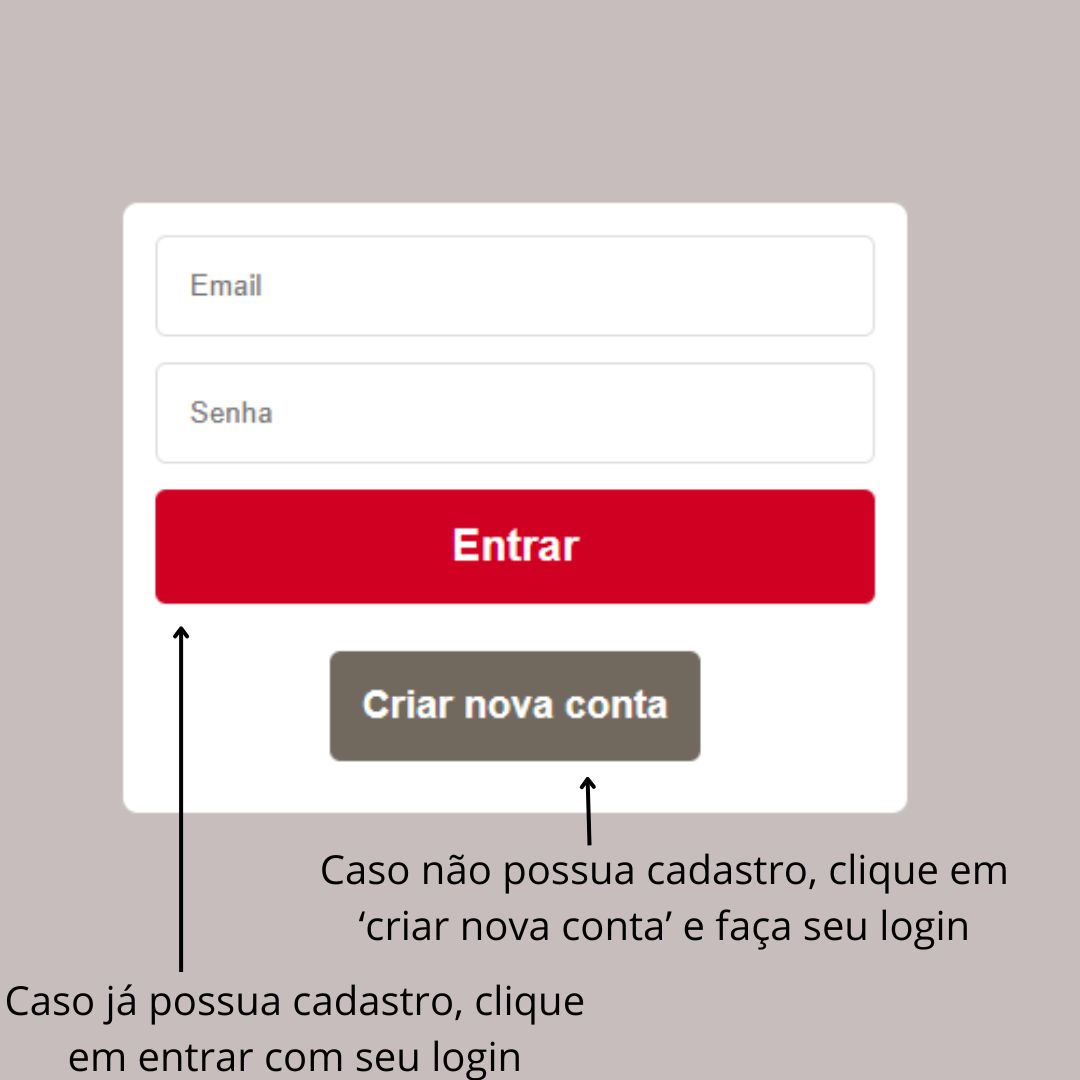 Email
Senha
Entrar
Criar nova conta
Caso não possua cadastro, clique em
‘criar nova conta’ e faça seu login
Caso já possua cadastro, clique
em entrar com seu login